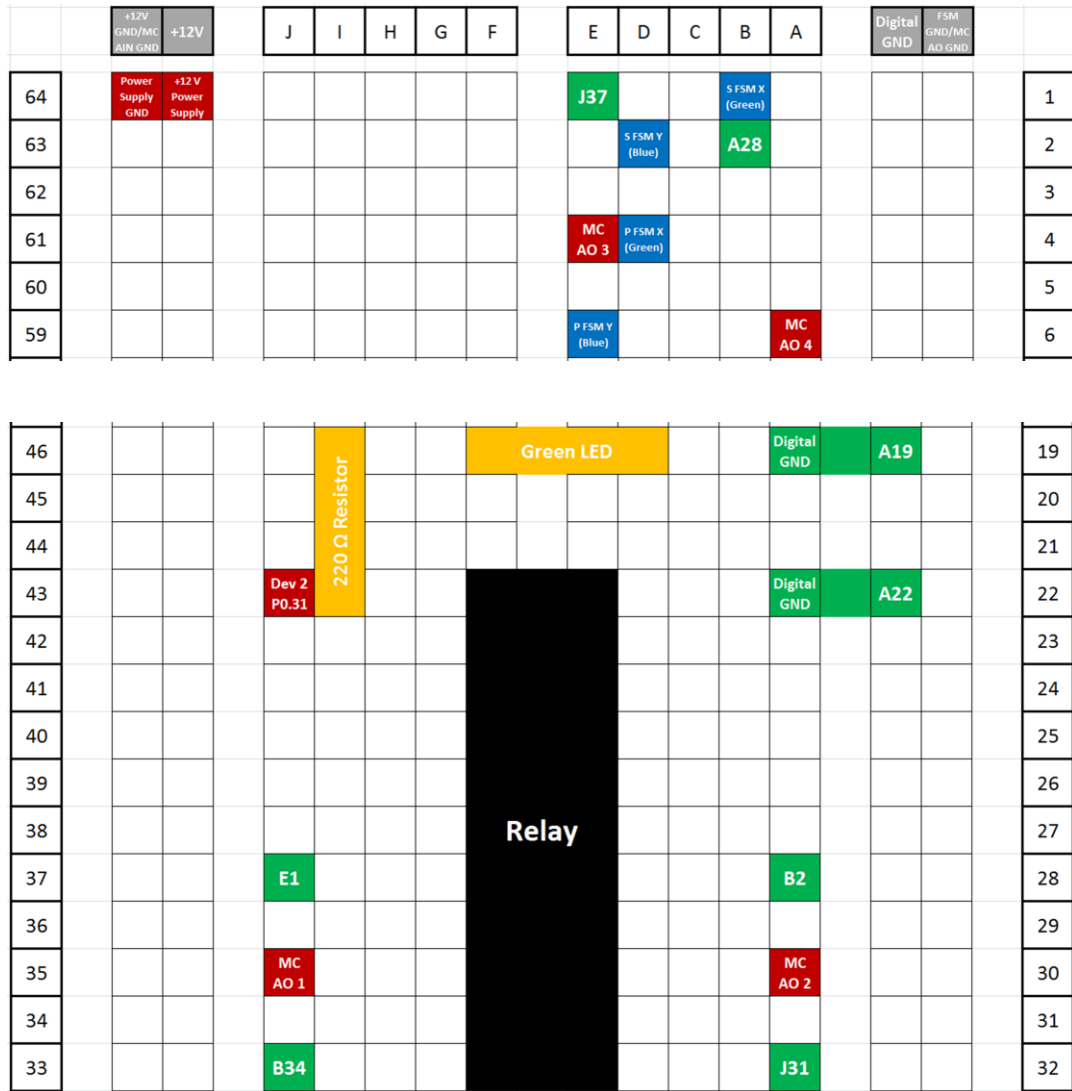 +12V
GND/MC
AIN GND
+12V
J
I
H
G
F
E
D
C
B
A
Digital
GND
FSM
GND/MC
AO GND
64
Power
Supply
GND
+12 V
Power
Supply
J37
S FSM X
(Green)
1
63
S FSM Y
(Blue)
A28
2
62
3
61
MC
AO 3
P FSM X
(Green)
4
60
5
59
P FSM Y
(Blue)
MC
AO 4
6
46
220 Ω Resistor
Green LED
Digital
GND
A19
19
45
20
44
21
43
Dev 2
P0.31
Digital
GND
A22
22
42
23
41
24
40
25
39
26
38
Relay
27
37
E1
B2
28
36
29
35
MC
AO 1
MC
AO 2
30
34
31
33
B34
J31
32